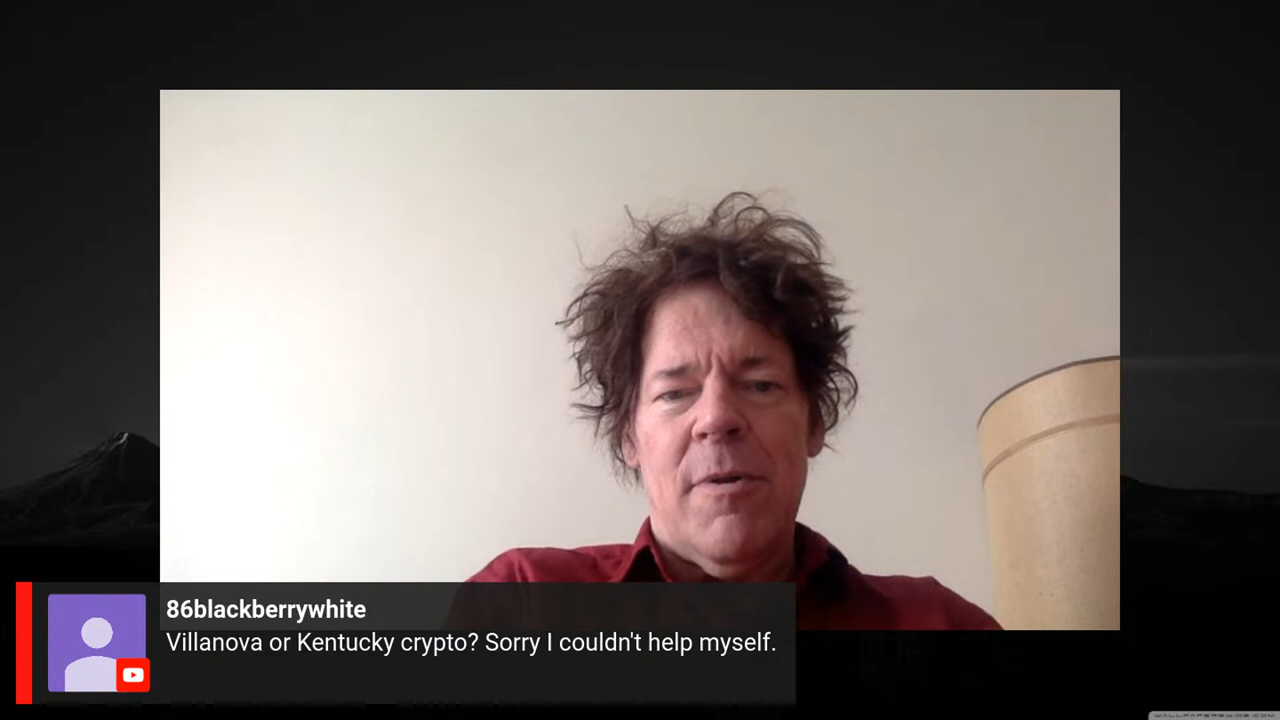 86blackberrywhite
Villanova or Kentucky crypto? Sorry I couldn't help myself.